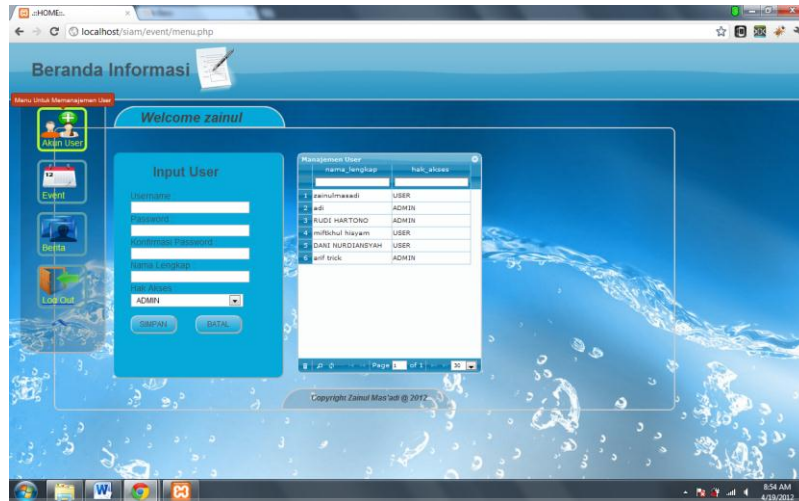 .::HOME::.
localhost/siam/event/menu.php
Beranda Informasi
Menu Untuk Memanajemen User
Akun User
Event
Berita
Log Out
Welcome zainul
Input User
Username
Password
Konfirmasi Password
Nama Lengkap
Hak Akses
ADMIN
SIMPAN BATAL
Manajemen User
nama_lengkap hak_akses
1 zainulmasadi USER
2 adi ADMIN
3 RUDI HARTONO ADMIN
4 miftkhul hisyam USER
5 DANI NURDIANSYAH USER
6 arif trick ADMIN
Page 1 of 1 30
Copyright Zainul Mas'adi @ 2012
8:54 AM
4/19/2012